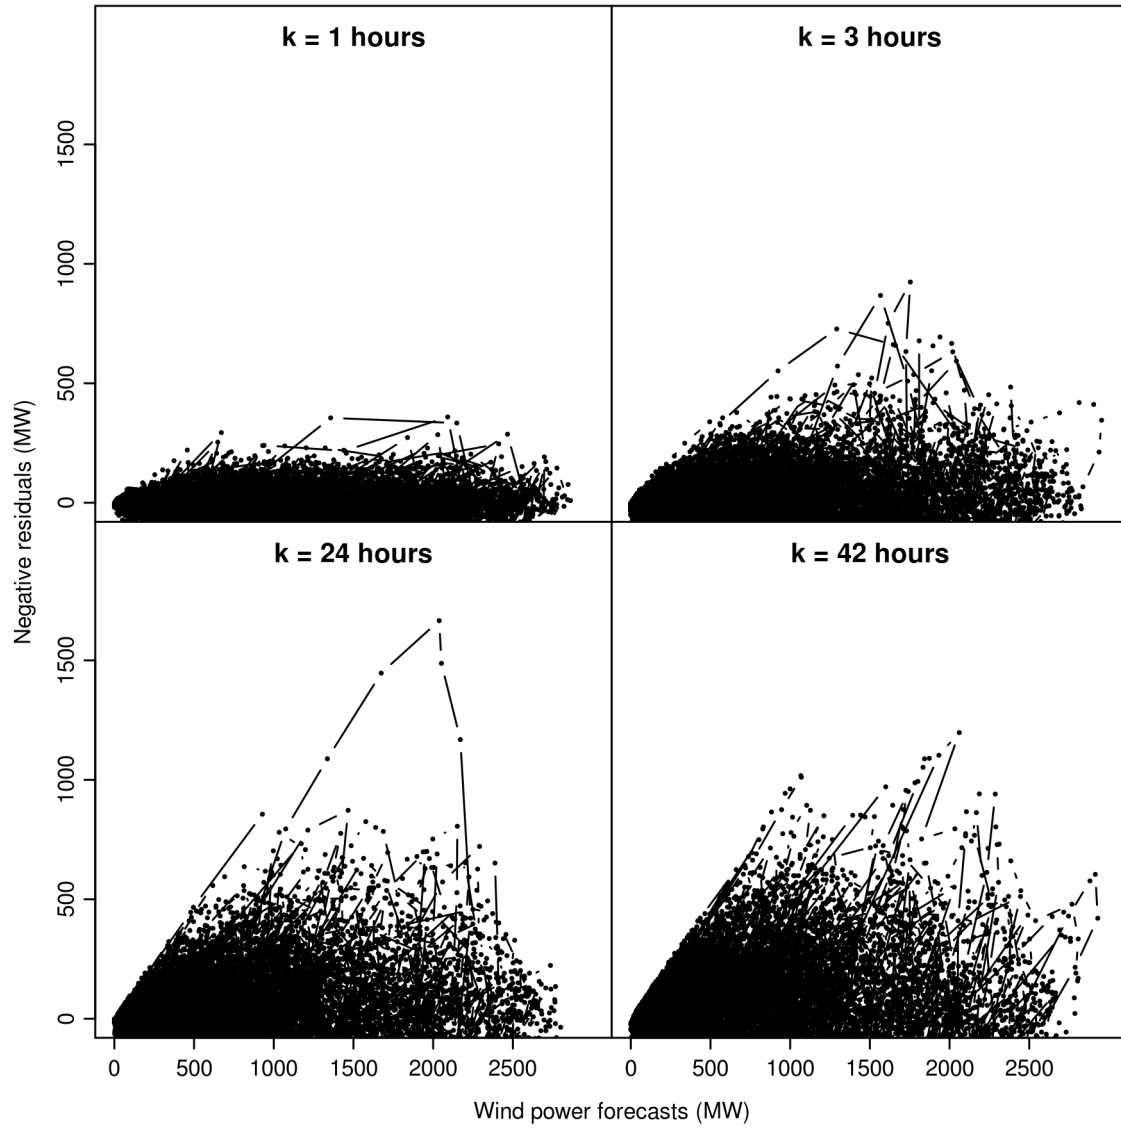 k = 1 hours
k = 3 hours
1500
1000
500
0
k = 24 hours
k = 42 hours
1500
1000
500
0
Negative residuals (MW)
0 500 1000 1500 2000 2500 0 500 1000 1500 2000 2500
Wind power forecasts (MW)